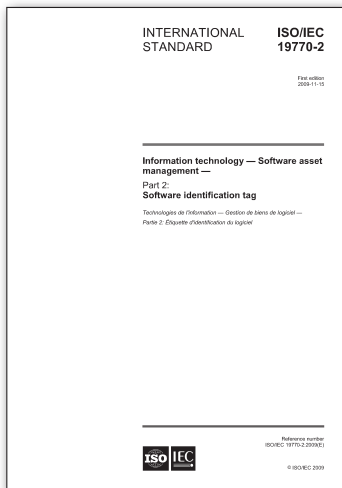 INTERNATIONAL
STANDARD
ISO/IEC
19770-2
First edition
2009-11-15
Information technology — Software asset
management —
Part 2:
Software identification tag
Technologies de l'information — Gestion de biens de logiciel —
Partie 2: Étiquette d'identification du logiciel
Reference number
ISO/IEC 19770-2:2009(E)
ISO IEC
© ISO/IEC 2009